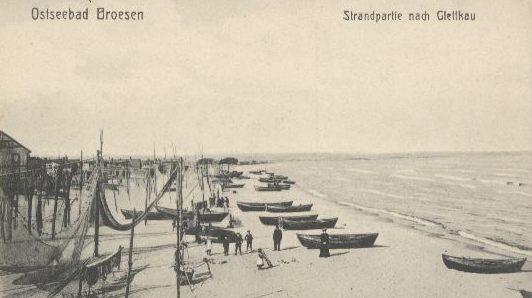 Ostseebad Broesen
Strandpartie nach Glettkau